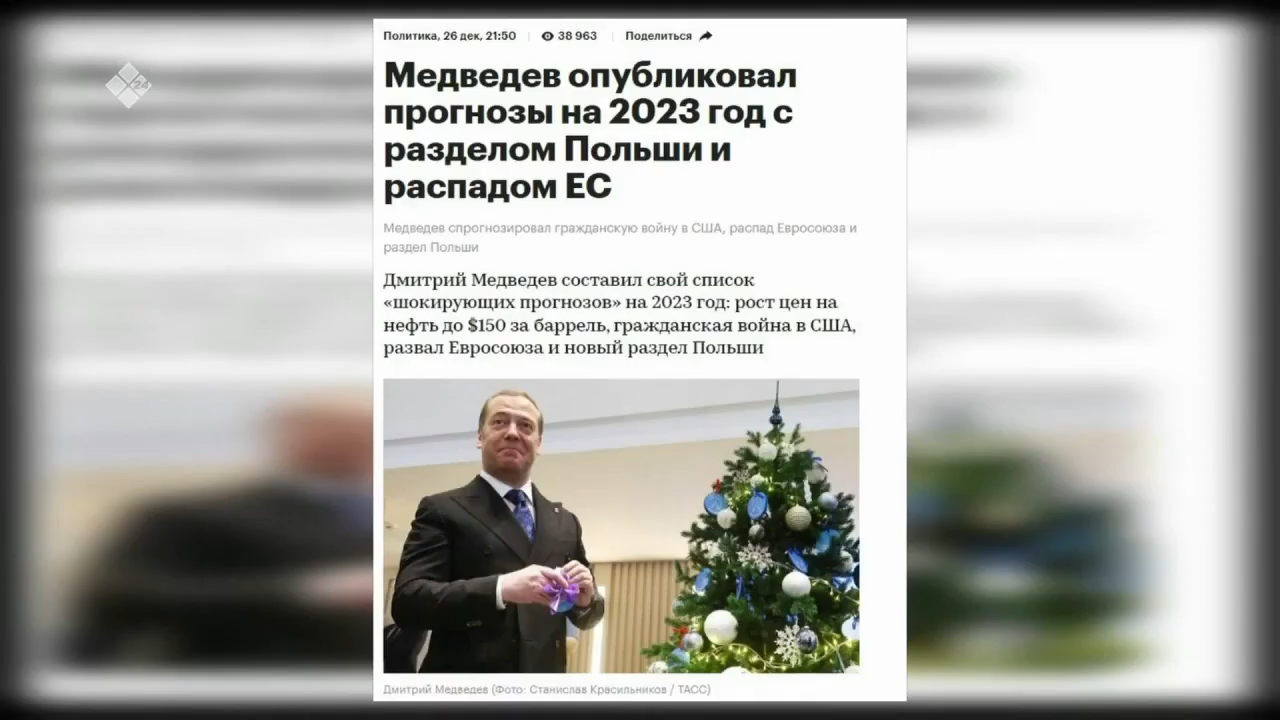 Политика, 26 дек, 21:50 38 963 Поделиться
24
Медведев опубликовал
прогнозы на 2023 год с
разделом Польши и
распадом ЕС
Медведев спрогнозировал гражданскую войну в США, распад Евросоюза и
раздел Польши
Дмитрий Медведев составил свой список
«шокирующих прогнозов» на 2023 год: рост цен на
нефть до $150 за баррель, гражданская война в США,
развал Евросоюза и новый раздел Польши
Дмитрий Медведев (Фото: Станислав Красильников / ТАСС)